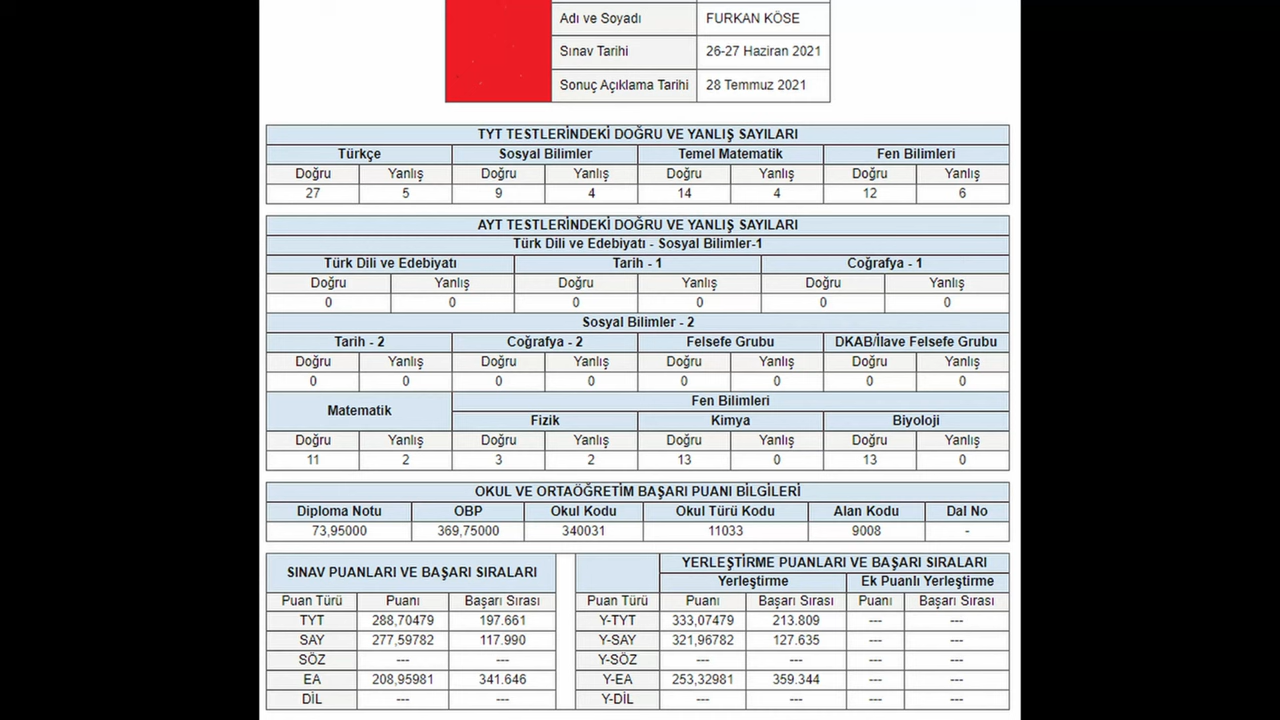 Adı ve Soyadı FURKAN KÖSE
Sınav Tarihi 26-27 Haziran 2021
Sonuç Açıklama Tarihi 28 Temmuz 2021
TYT TESTLERİNDEKİ DOĞRU VE YANLIŞ SAYILARI
Türkçe Sosyal Bilimler Temel Matematik Fen Bilimleri
Doğru Yanlış Doğru Yanlış Doğru Yanlış Doğru Yanlış
27 5 9 4 14 4 12 6
AYT TESTLERİNDEKİ DOĞRU VE YANLIŞ SAYILARI
Türk Dili ve Edebiyatı - Sosyal Bilimler-1
Türk Dili ve Edebiyatı Tarih - 1 Coğrafya - 1
Doğru Yanlış Doğru Yanlış Doğru Yanlış
0 0 0 0 0 0
Sosyal Bilimler - 2
Tarih - 2 Coğrafya - 2 Felsefe Grubu DKAB/İlave Felsefe Grubu
Doğru Yanlış Doğru Yanlış Doğru Yanlış Doğru Yanlış
0 0 0 0 0 0 0 0
Matematik Fen Bilimleri
Fizik Kimya Biyoloji
Doğru Yanlış Doğru Yanlış Doğru Yanlış Doğru Yanlış
11 2 3 2 13 0 13 0
OKUL VE ORTAÖĞRETİM BAŞARI PUANI BİLGİLERİ
Diploma Notu OBP Okul Kodu Okul Türü Kodu Alan Kodu Dal No
73,95000 369,75000 340031 11033 9008 -
SINAV PUANLARI VE BAŞARI SIRALARI
Puan Türü Puanı Başarı Sırası
TYT 288,70479 197.661
SAY 277,59782 117.990
SÖZ --- ---
EA 208,95981 341.646
DİL --- ---
YERLEŞTİRME PUANLARI VE BAŞARI SIRALARI
Yerleştirme Ek Puanlı Yerleştirme
Puan Türü Puanı Başarı Sırası Puanı Başarı Sırası
Y-TYT 333,07479 213.809 --- ---
Y-SAY 321,96782 127.635 --- ---
Y-SÖZ --- --- --- ---
Y-EA 253,32981 359.344 --- ---
Y-DİL --- --- --- ---